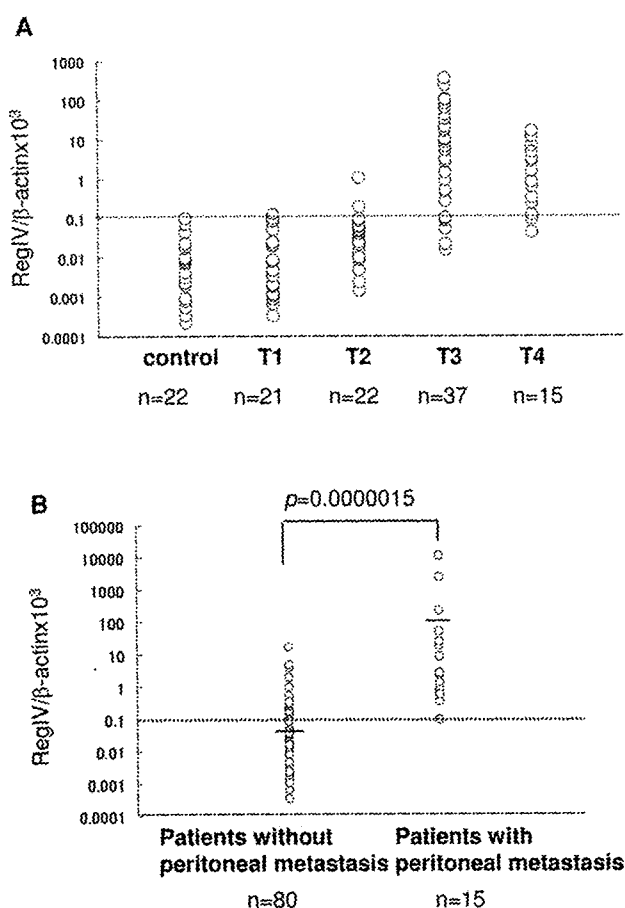 A
RegIV/β-actinx10³
1000
100
10
1
0.1
0.01
0.001
0.0001
control T1 T2 T3 T4
n=22 n=21 n=22 n=37 n=15
B
p=0.0000015
RegIV/β-actinx10³
100000
10000
1000
100
10
1
0.1
0.01
0.001
0.0001
Patients without Patients with
peritoneal metastasis peritoneal metastasis
n=80 n=15